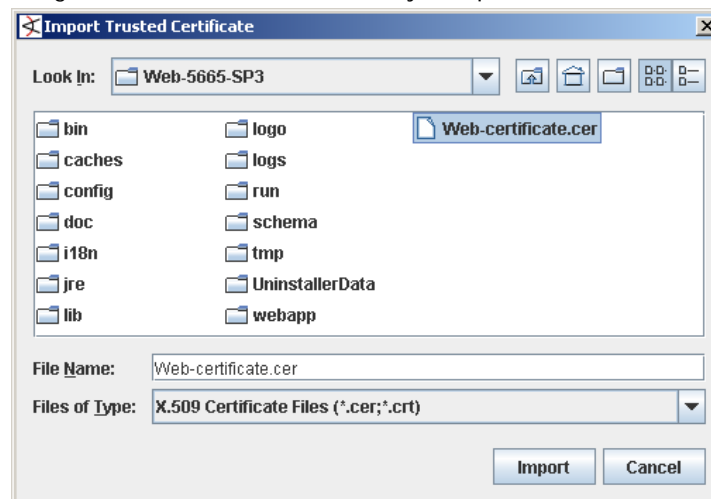 Import Trusted Certificate
Look In: Web-5665-SP3
bin logo Web-certificate.cer
caches logs
config run
doc schema
i18n tmp
jre UninstallerData
lib webapp
File Name: Web-certificate.cer
Files of Type: X.509 Certificate Files (*.cer;*.crt)
Import Cancel